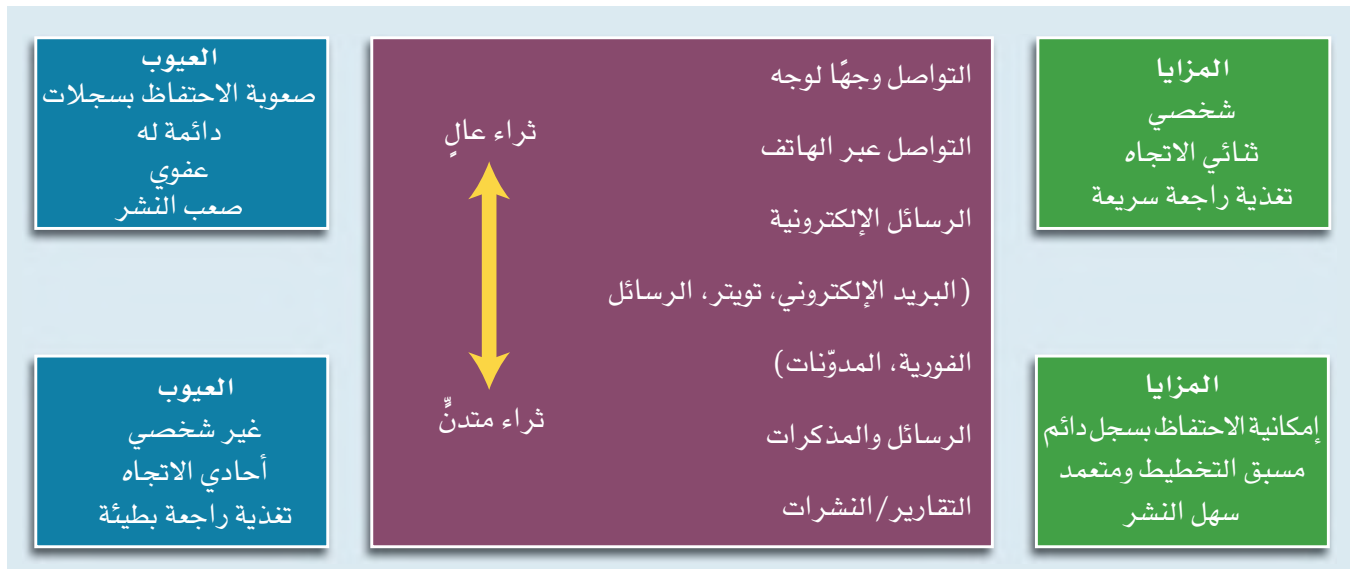 المزايا
شخصي
ثنائي الاتجاه
تغذية راجعة سريعة
المزايا
إمكانية الاحتفاظ بسجل دائم
مسبق التخطيط ومتعمد
سهل النشر
التواصل وجهًا لوجه
التواصل عبر الهاتف
الرسائل الإلكترونية
(البريد الإلكتروني، تويتر، الرسائل
الفورية، المدوّنات)
الرسائل والمذكرات
التقارير/النشرات
ثراء عالٍ
ثراء متدنٍّ
العيوب
صعوبة الاحتفاظ بسجلات
دائمة له
عفوي
صعب النشر
العيوب
غير شخصي
أحادي الاتجاه
تغذية راجعة بطيئة